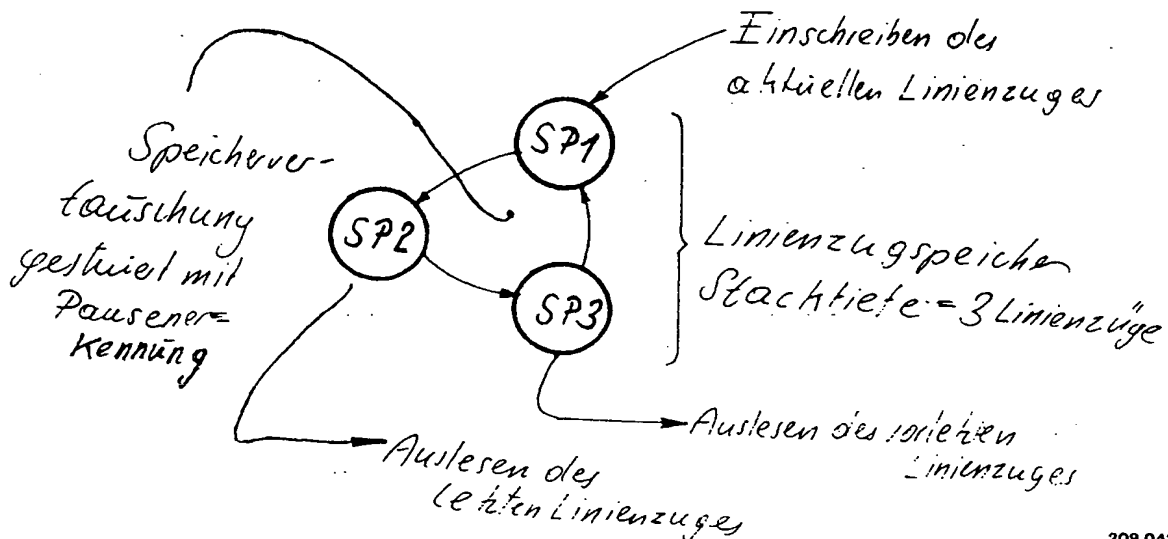 Einschreiben des
aktuellen Linienzuges
SP1
Speicherver-
tauschung
gesteuert mit
Pausener=
Kennung
SP2
SP3
Linienzugspeicher
Stacktiefe = 3 Linienzüge
Auslesen des vorletzten
Linienzuges
Auslesen des
letzten Linienzuges